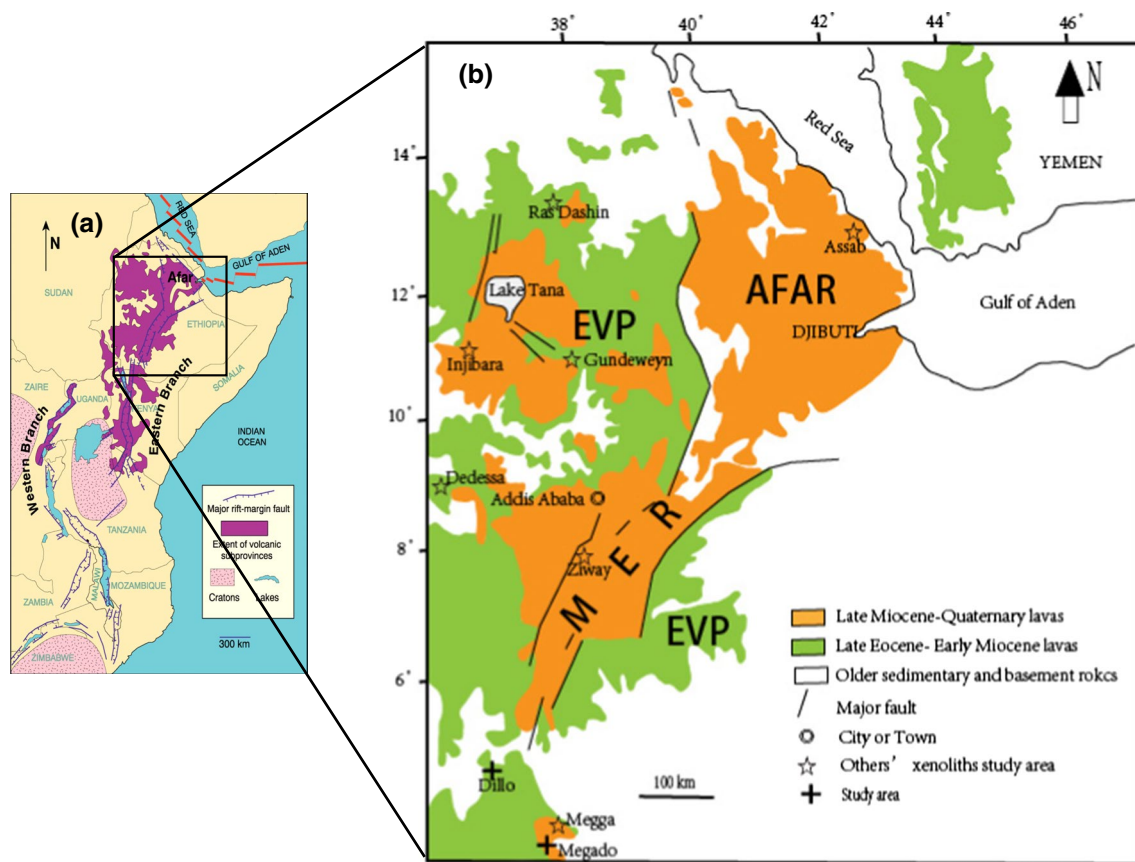 (a)
N
RED SEA
GULF OF ADEN
Afar
SUDAN
ETHIOPIA
SOMALIA
ZAIRE
UGANDA
ENYA
Eastern Branch
Western Branch
INDIAN
OCEAN
TANZANIA
MALAWI
MOZAMBIQUE
ZAMBIA
ZIMBABWE
Major rift-margin fault
Extent of volcanic
subprovinces
Cratons
Lakes
300 km
(b)
38°
40°
42°
44°
46°
14°
12°
10°
8°
6°
N
Red Sea
YEMEN
Ras Dashin
Assab
Lake Tana
AFAR
EVP
DJIBUTI
Gulf of Aden
Injibara
Gundeweyn
Dedessa
Addis Ababa
Ziway
M E R
EVP
Dillo
Megga
Megado
100 km
Late Miocene-Quaternary lavas
Late Eocene- Early Miocene lavas
Older sedimentary and basement rokcs
Major fault
City or Town
Others' xenoliths study area
Study area